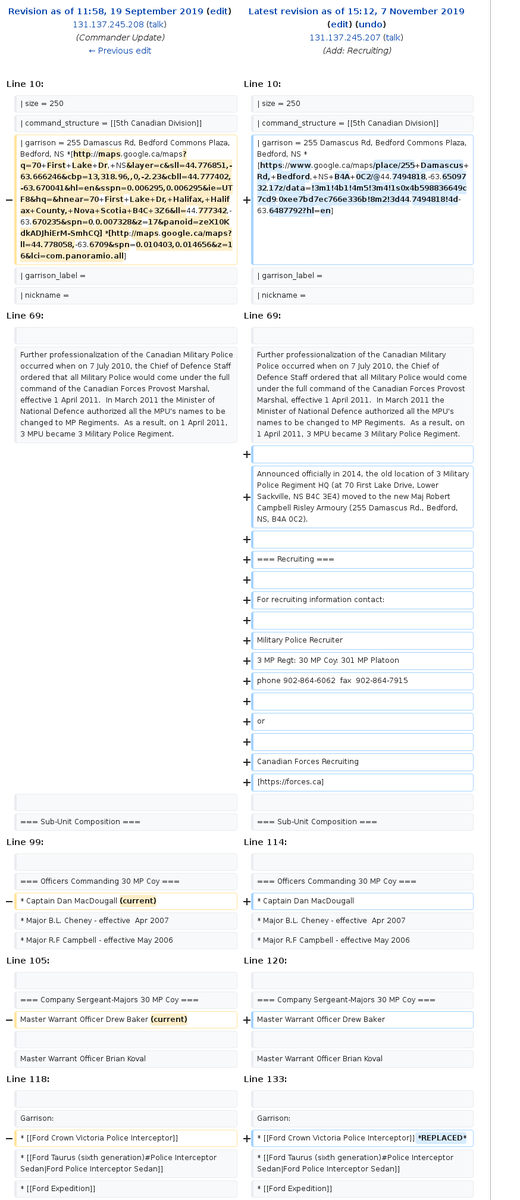 Revision as of 11:58, 19 September 2019 (edit)
131.137.245.208 (talk)
(Commander Update)
← Previous edit
Latest revision as of 15:12, 7 November 2019
(edit) (undo)
131.137.245.207 (talk)
(Add: Recruiting)
Line 10:
Line 10:
| size = 250
| size = 250
| command_structure = [[5th Canadian Division]]
| command_structure = [[5th Canadian Division]]
− | garrison = 255 Damascus Rd, Bedford Commons Plaza,
Bedford, NS *[http://maps.google.ca/maps?
q=70+First+Lake+Dr,+NS&layer=c&sll=44.776851,-
63.666246&cbp=13,318.96,,0,-2.23&cbll=44.777402,
-63.670041&hl=en&sspn=0.006295,0.006295&ie=UT
F8&hq=&hnear=70+First+Lake+Dr,+Halifax,+Halif
ax+County,+Nova+Scotia+B4C+3Z6&ll=44.777342,-
63.670235&spn=0.007328&z=17&panoid=zeX10K
dkADJhiErM-SmhCQ] *[http://maps.google.ca/maps?
ll=44.778058,-63.6709&spn=0.010403,0.014656&z=1
6&lci=com.panoramio.all]
+ | garrison = 255 Damascus Rd, Bedford Commons Plaza,
Bedford, NS *
[https://www.google.ca/maps/place/255+Damascus+
Rd,+Bedford,+NS+B4A+0C2/@44.7494818,-63.65097
32,17z/data=!3m1!4b1!4m5!3m4!1s0x4b598836649c
7cd9:0xee7bd7ec766e336b!8m2!3d44.7494818!4d-
63.6487792?hl=en]
| garrison_label =
| garrison_label =
| nickname =
| nickname =
Line 69:
Line 69:
Further professionalization of the Canadian Military Police
occurred when on 7 July 2010, the Chief of Defence Staff
ordered that all Military Police would come under the full
command of the Canadian Forces Provost Marshal,
effective 1 April 2011. In March 2011 the Minister of
National Defence authorized all the MPU's names to be
changed to MP Regiments. As a result, on 1 April 2011,
3 MPU became 3 Military Police Regiment.
Further professionalization of the Canadian Military
Police occurred when on 7 July 2010, the Chief of
Defence Staff ordered that all Military Police would come
under the full command of the Canadian Forces Provost
Marshal, effective 1 April 2011. In March 2011 the
Minister of National Defence authorized all the MPU's
names to be changed to MP Regiments. As a result, on
1 April 2011, 3 MPU became 3 Military Police Regiment.
+
+ Announced officially in 2014, the old location of 3 Military
Police Regiment HQ (at 70 First Lake Drive, Lower
Sackville, NS B4C 3E4) moved to the new Maj Robert
Campbell Risley Armoury (255 Damascus Rd., Bedford,
NS, B4A 0C2).
+
+ === Recruiting ===
+
+ For recruiting information contact:
+
+ Military Police Recruiter
+ 3 MP Regt: 30 MP Coy: 301 MP Platoon
+ phone 902-864-6062 fax 902-864-7915
+
+ or
+
+ Canadian Forces Recruiting
+ [https://forces.ca]
=== Sub-Unit Composition ===
=== Sub-Unit Composition ===
Line 99:
Line 114:
=== Officers Commanding 30 MP Coy ===
=== Officers Commanding 30 MP Coy ===
− * Captain Dan MacDougall (current)
+ * Captain Dan MacDougall
* Major B.L. Cheney - effective Apr 2007
* Major B.L. Cheney - effective Apr 2007
* Major R.F Campbell - effective May 2006
* Major R.F Campbell - effective May 2006
Line 105:
Line 120:
=== Company Sergeant-Majors 30 MP Coy ===
=== Company Sergeant-Majors 30 MP Coy ===
− Master Warrant Officer Drew Baker (current)
+ Master Warrant Officer Drew Baker
Master Warrant Officer Brian Koval
Master Warrant Officer Brian Koval
Line 118:
Line 133:
Garrison:
Garrison:
− * [[Ford Crown Victoria Police Interceptor]]
+ * [[Ford Crown Victoria Police Interceptor]] *REPLACED*
* [[Ford Taurus (sixth generation)#Police Interceptor
Sedan|Ford Police Interceptor Sedan]]
* [[Ford Taurus (sixth generation)#Police Interceptor
Sedan|Ford Police Interceptor Sedan]]
* [[Ford Expedition]]
* [[Ford Expedition]]